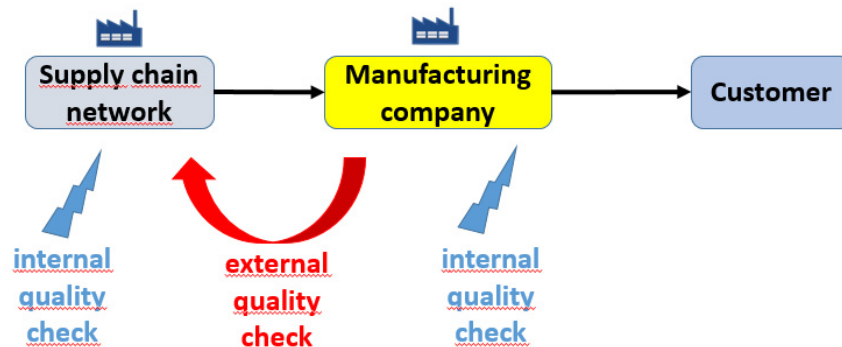 Supply chain
network
Manufacturing
company
Customer
internal
quality
check
external
quality
check
internal
quality
check